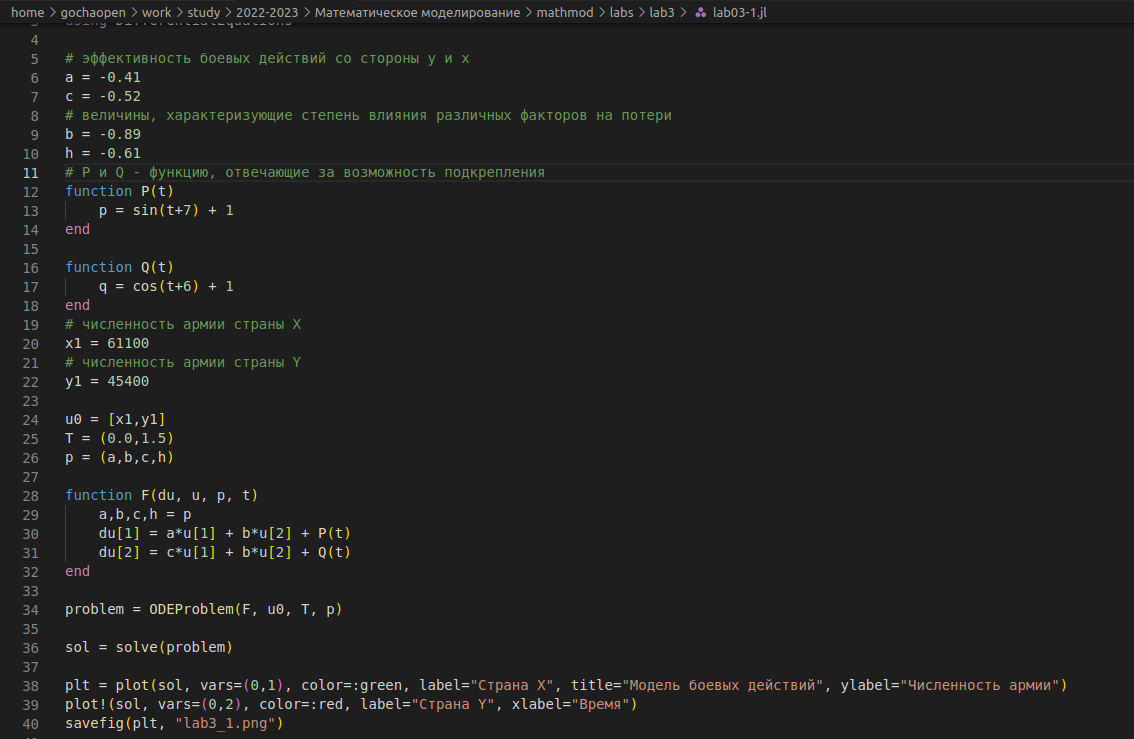 home > gochaopen > work > study > 2022-2023 > Математическое моделирование > mathmod > labs > lab3 > lab03-1.jl
using DifferentialEquations
4
5 # эффективность боевых действий со стороны y и x
6 a = -0.41
7 c = -0.52
8 # величины, характеризующие степень влияния различных факторов на потери
9 b = -0.89
10 h = -0.61
11 # P и Q - функцию, отвечающие за возможность подкрепления
12 function P(t)
13     p = sin(t+7) + 1
14 end
15
16 function Q(t)
17     q = cos(t+6) + 1
18 end
19 # численность армии страны X
20 x1 = 61100
21 # численность армии страны Y
22 y1 = 45400
23
24 u0 = [x1,y1]
25 T = (0.0,1.5)
26 p = (a,b,c,h)
27
28 function F(du, u, p, t)
29     a,b,c,h = p
30     du[1] = a*u[1] + b*u[2] + P(t)
31     du[2] = c*u[1] + b*u[2] + Q(t)
32 end
33
34 problem = ODEProblem(F, u0, T, p)
35
36 sol = solve(problem)
37
38 plt = plot(sol, vars=(0,1), color=:green, label="Страна X", title="Модель боевых действий", ylabel="Численность армии")
39 plot!(sol, vars=(0,2), color=:red, label="Страна Y", xlabel="Время")
40 savefig(plt, "lab3_1.png")